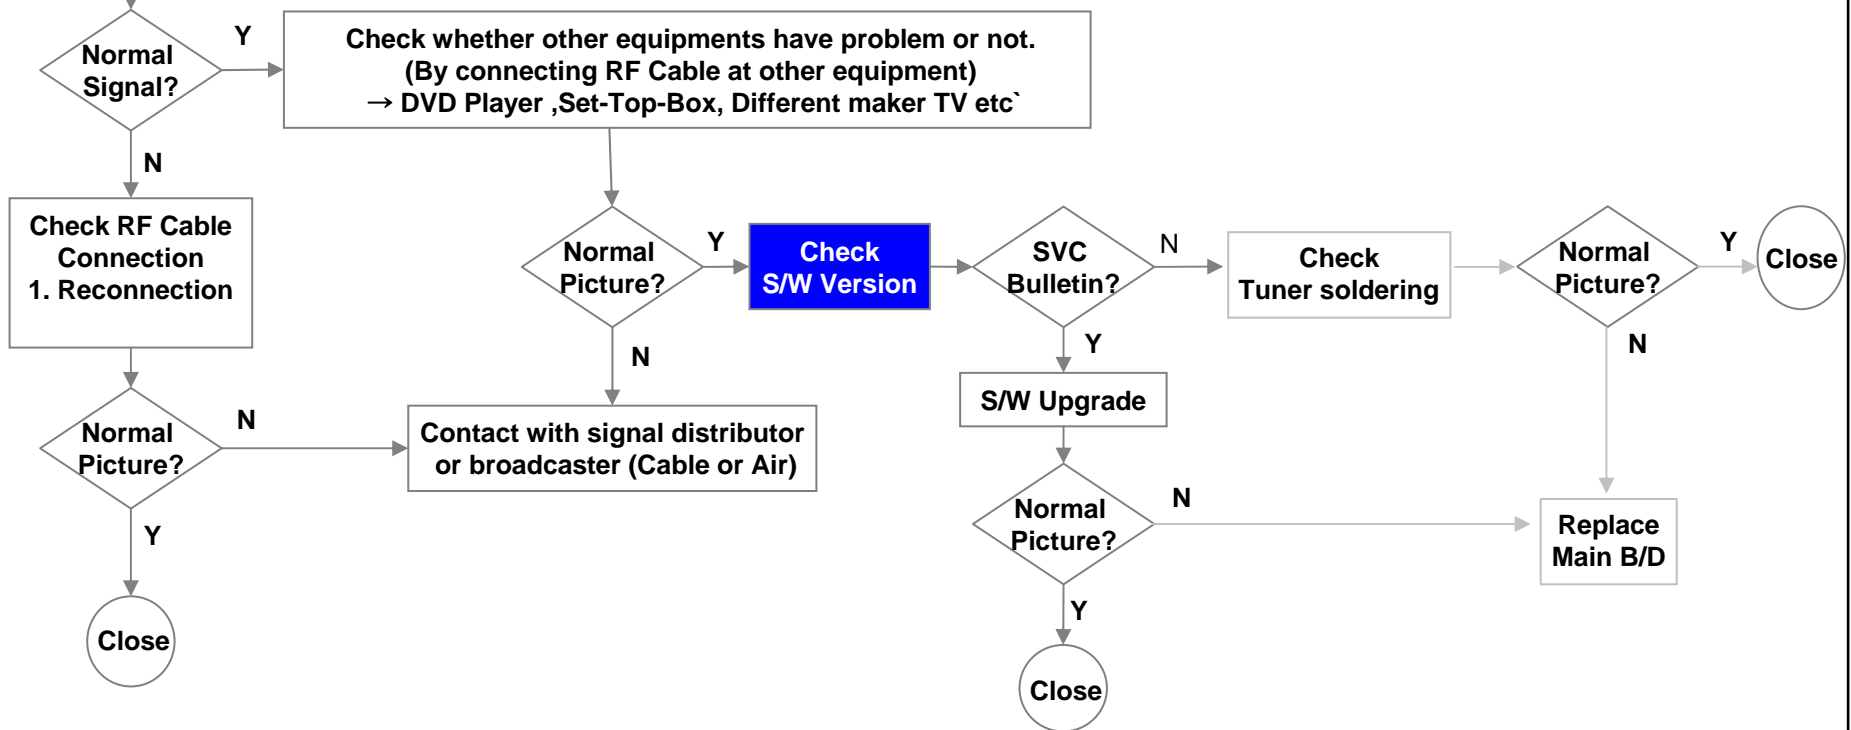 Normal
Signal?
Y
Check whether other equipments have problem or not.
(By connecting RF Cable at other equipment)
→ DVD Player ,Set-Top-Box, Different maker TV etc`
N
Check RF Cable
Connection
1. Reconnection
Normal
Picture?
Y
Check
S/W Version
SVC
Bulletin?
N
Check
Tuner soldering
Normal
Picture?
Y
Close
N
Y
N
S/W Upgrade
Normal
Picture?
N
Contact with signal distributor
or broadcaster (Cable or Air)
Normal
Picture?
N
Replace
Main B/D
Y
Close
Y
Close